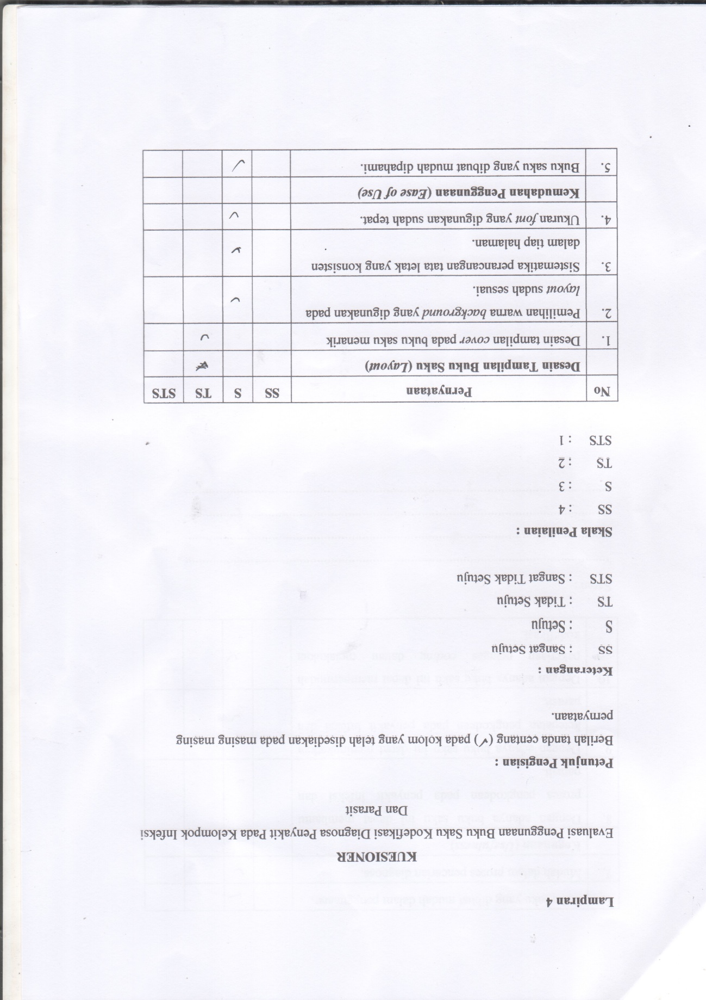 Lampiran 4
KUESIONER
Evaluasi Penggunaan Buku Saku Kodefikasi Diagnosa Penyakit Pada Kelompok Infeksi
Dan Parasit
Petunjuk Pengisian :
Berilah tanda centang (✓) pada kolom yang telah disediakan pada masing masing
pernyataan.
Keterangan :
SS : Sangat Setuju
S : Setuju
TS : Tidak Setuju
STS : Sangat Tidak Setuju
Skala Penilaian :
SS : 4
S : 3
TS : 2
STS : 1
No Pernyataan SS S TS STS
Desain Tampilan Buku Saku (Layout)
1. Desain tampilan cover pada buku saku menarik ✓
2. Pemilihan warna background yang digunakan pada
layout sudah sesuai. ✓
3. Sistematika perancangan tata letak yang konsisten
dalam tiap halaman. ✓
4. Ukuran font yang digunakan sudah tepat. ✓
Kemudahan Penggunaan (Ease of Use)
5. Buku saku yang dibuat mudah dipahami. ✓